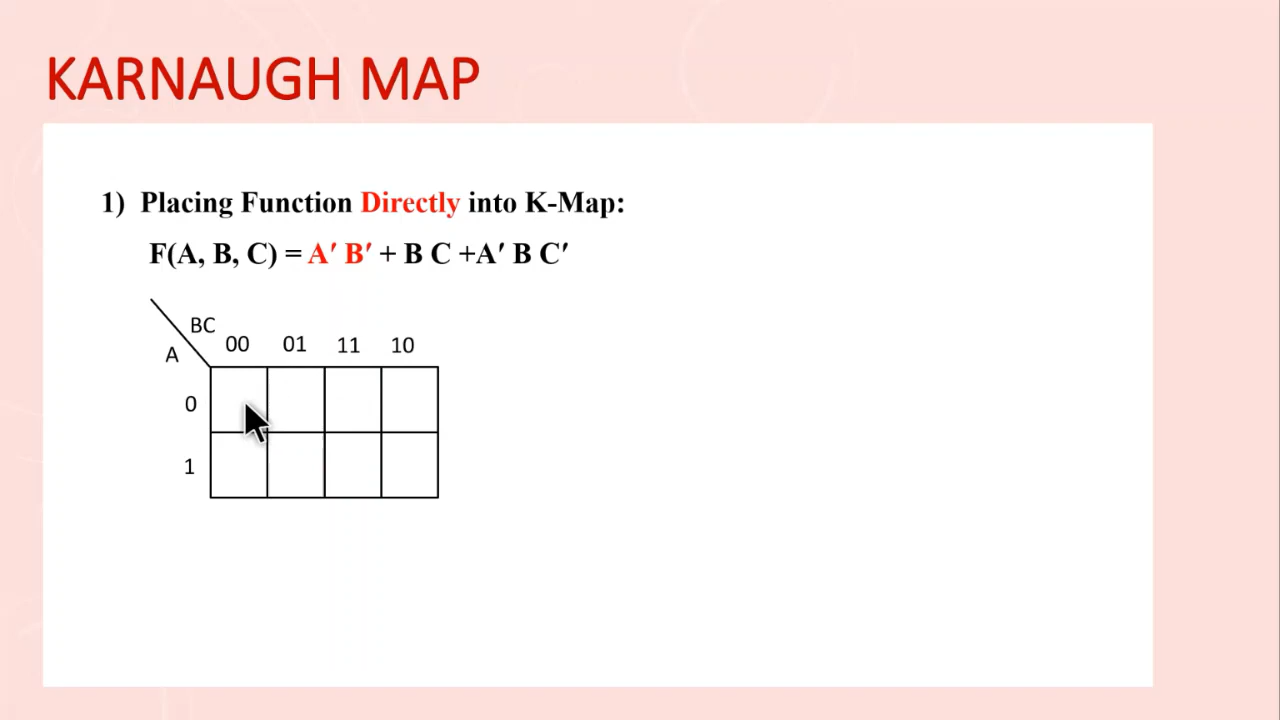 KARNAUGH MAP
1) Placing Function Directly into K-Map:
F(A, B, C) = A′ B′ + B C +A′ B C′
BC
A
00 01 11 10
0
1